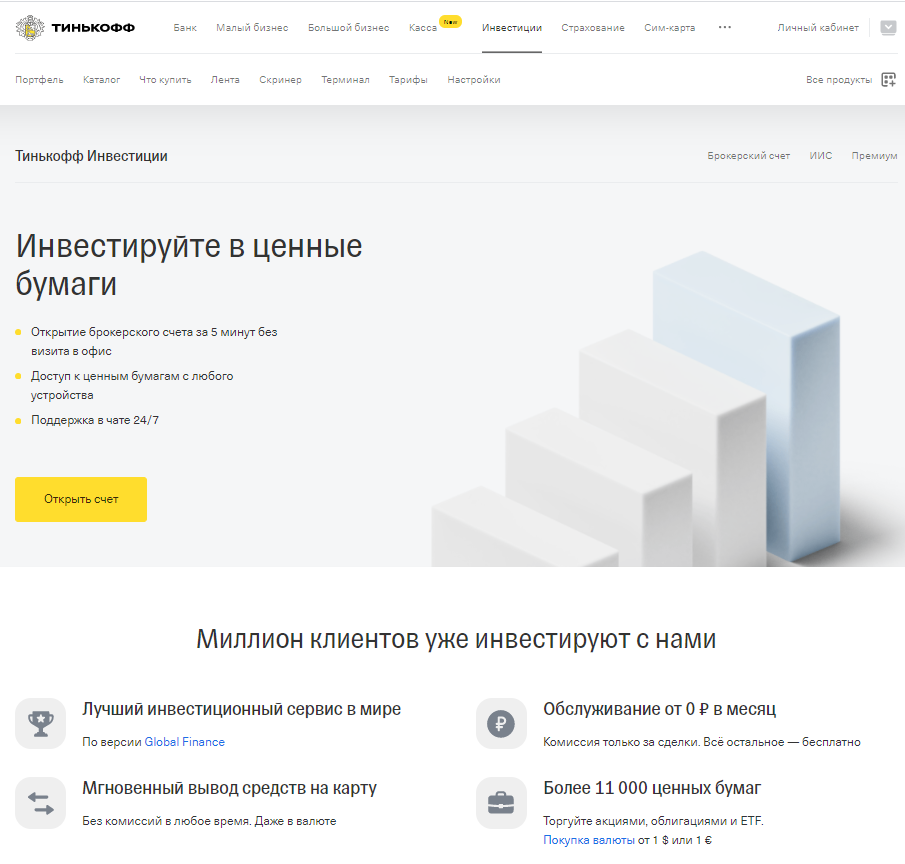 ТИНЬКОФФ Банк Малый бизнес Большой бизнес Касса New Инвестиции Страхование Сим-карта ··· Личный кабинет
Портфель Каталог Что купить Лента Скринер Терминал Тарифы Настройки Все продукты
Тинькофф Инвестиции Брокерский счет ИИС Премиум
Инвестируйте в ценные
бумаги
Открытие брокерского счета за 5 минут без
визита в офис
Доступ к ценным бумагам с любого
устройства
Поддержка в чате 24/7
Открыть счет
Миллион клиентов уже инвестируют с нами
Лучший инвестиционный сервис в мире
По версии Global Finance
Обслуживание от 0 ₽ в месяц
Комиссия только за сделки. Всё остальное — бесплатно
Мгновенный вывод средств на карту
Без комиссий в любое время. Даже в валюте
Более 11 000 ценных бумаг
Торгуйте акциями, облигациями и ETF.
Покупка валюты от 1 $ или 1 €